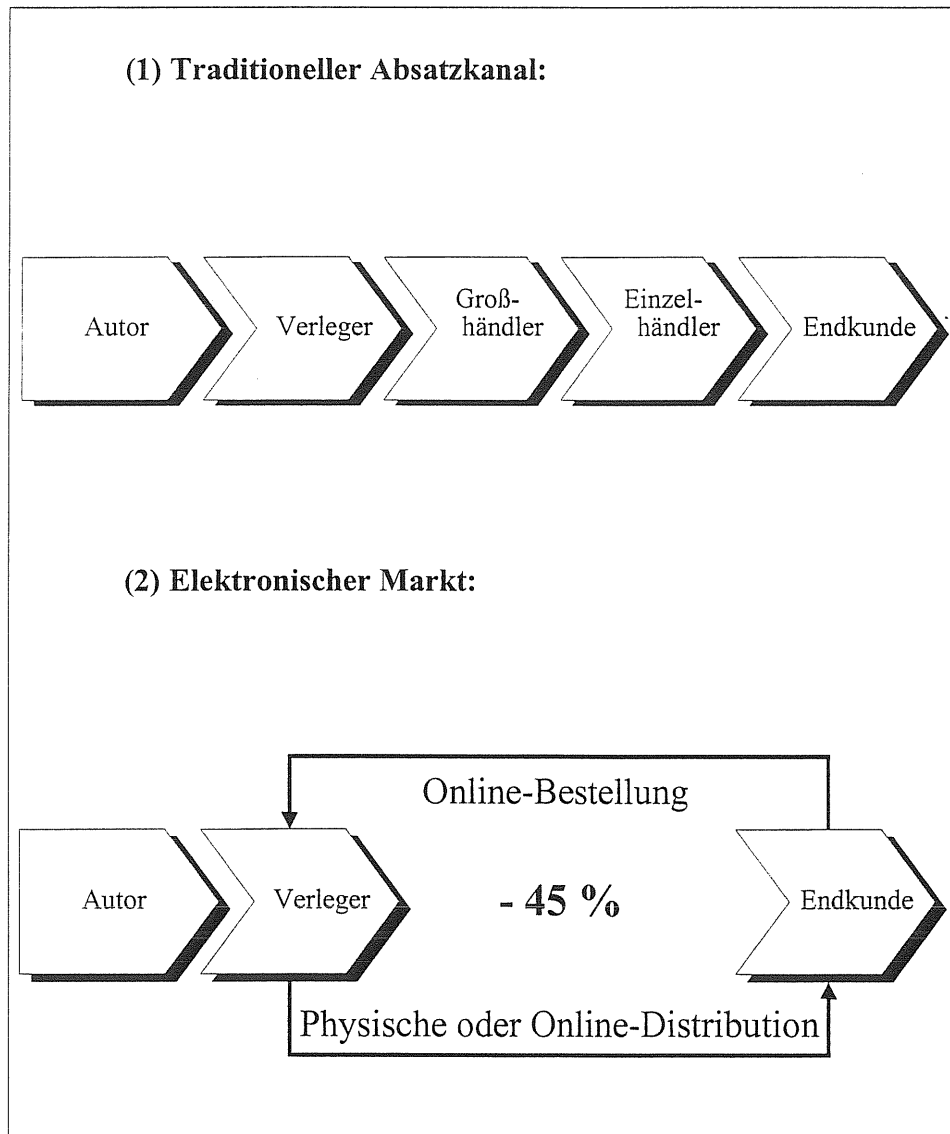 (1) Traditioneller Absatzkanal:
Autor
Verleger
Groß-
händler
Einzel-
händler
Endkunde
(2) Elektronischer Markt:
Online-Bestellung
Autor
Verleger
- 45 %
Endkunde
Physische oder Online-Distribution